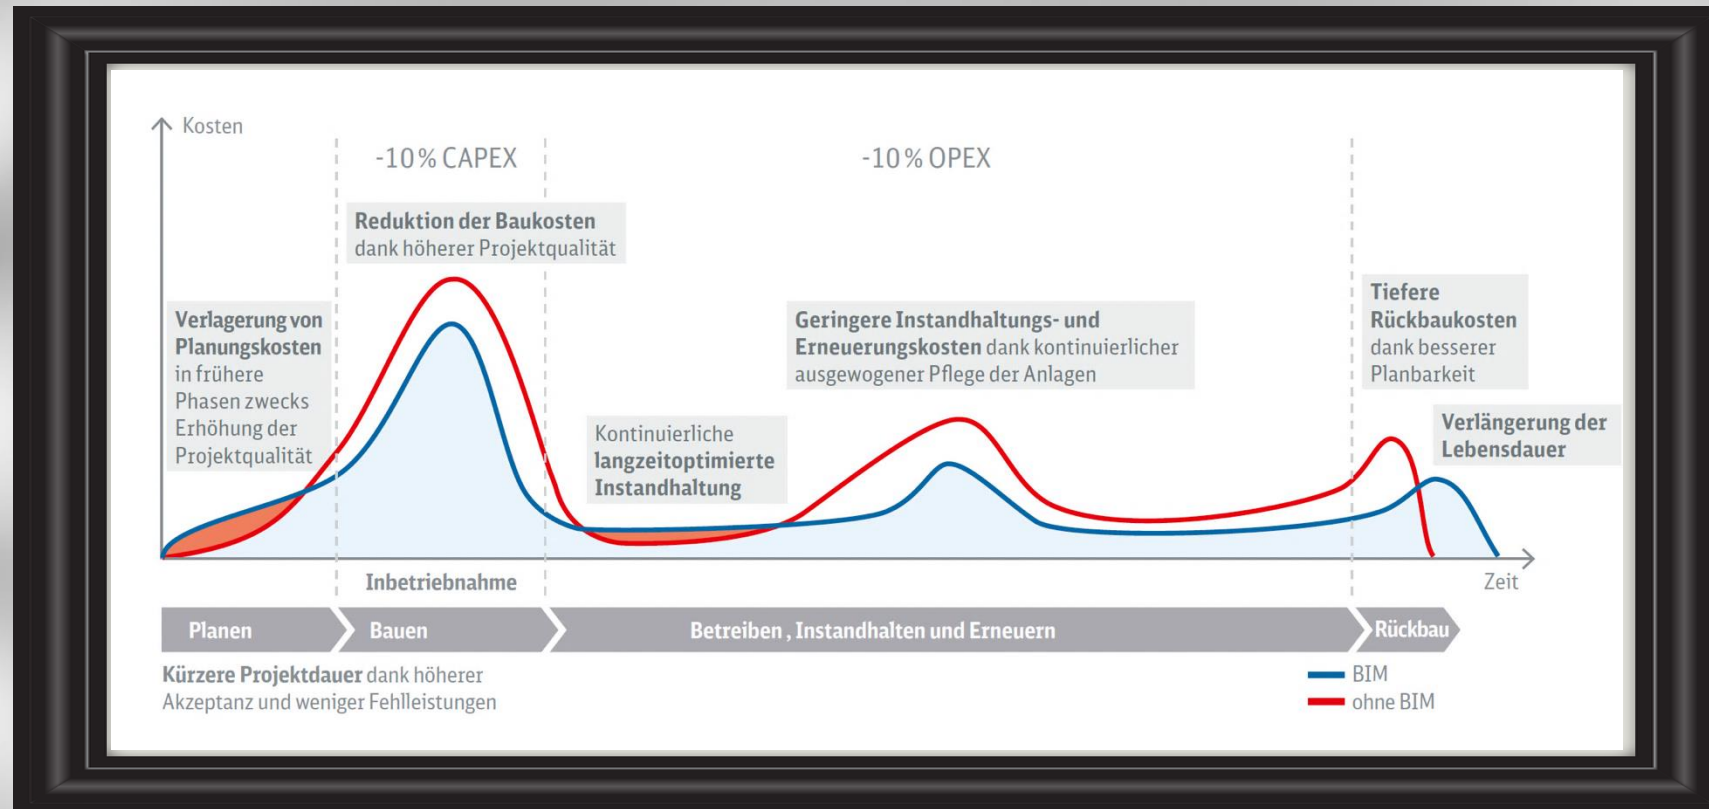 Kosten
-10% CAPEX
-10% OPEX
Reduktion der Baukosten
dank höherer Projektqualität
Verlagerung von
Planungskosten
in frühere
Phasen zwecks
Erhöhung der
Projektqualität
Kontinuierliche
langzeitoptimierte
Instandhaltung
Geringere Instandhaltungs- und
Erneuerungskosten dank kontinuierlicher
ausgewogener Pflege der Anlagen
Tiefere
Rückbaukosten
dank besserer
Planbarkeit
Verlängerung der
Lebensdauer
Inbetriebnahme
Zeit
Planen
Bauen
Betreiben , Instandhalten und Erneuern
Rückbau
Kürzere Projektdauer dank höherer
Akzeptanz und weniger Fehlleistungen
BIM
ohne BIM